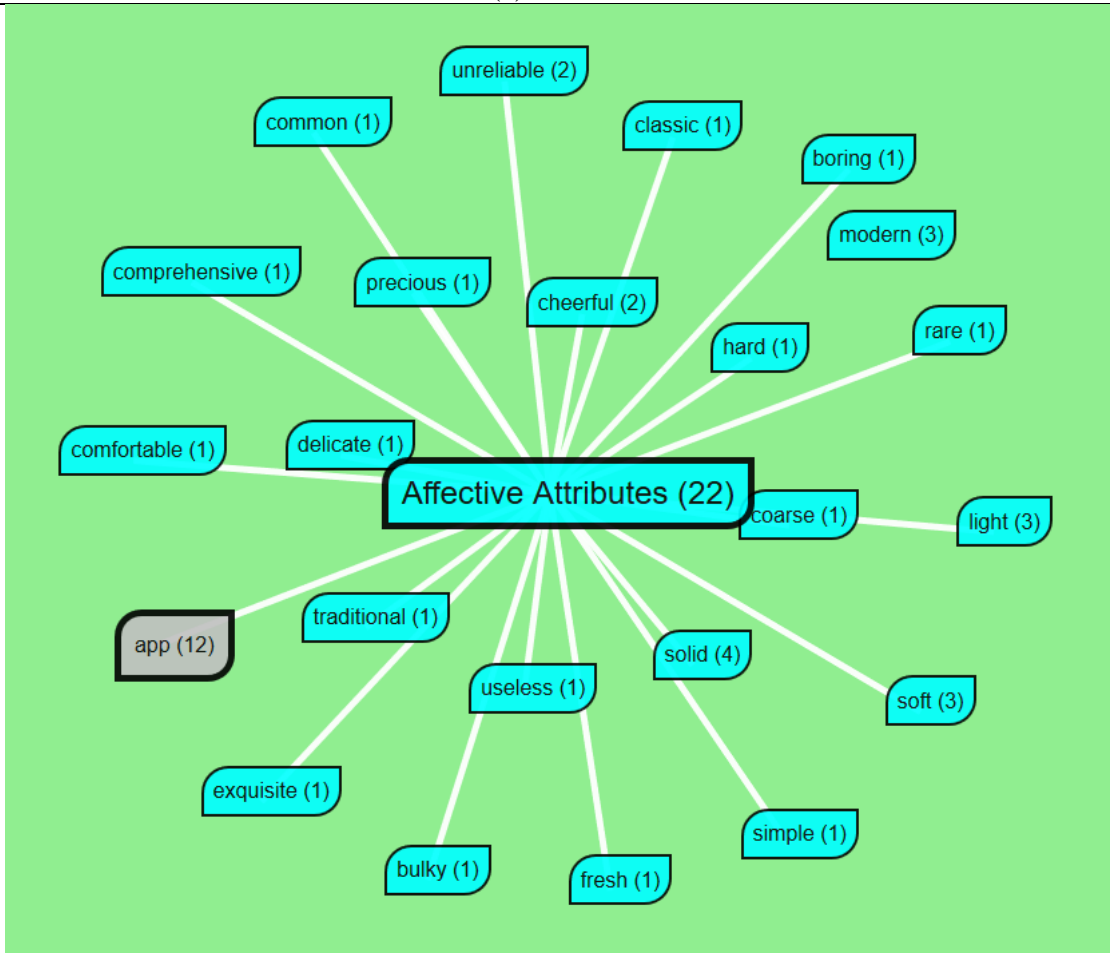 unreliable (2)
common (1)
classic (1)
boring (1)
modern (3)
comprehensive (1)
precious (1)
cheerful (2)
rare (1)
hard (1)
comfortable (1)
delicate (1)
Affective Attributes (22)
coarse (1)
light (3)
traditional (1)
app (12)
solid (4)
useless (1)
soft (3)
exquisite (1)
simple (1)
bulky (1)
fresh (1)